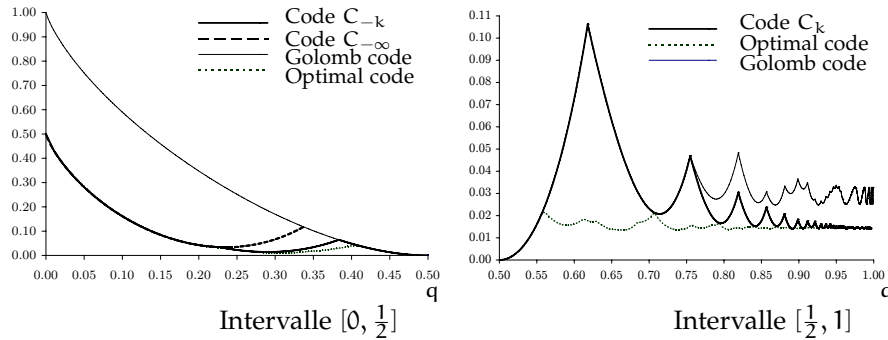 1.00
0.90
0.80
0.70
0.60
0.50
0.40
0.30
0.20
0.10
0.00
0.00 0.05 0.10 0.15 0.20 0.25 0.30 0.35 0.40 0.45 0.50
q
Code C−k
Code C−∞
Golomb code
Optimal code
Intervalle [0, 1/2]
0.11
0.10
0.09
0.08
0.07
0.06
0.05
0.04
0.03
0.02
0.01
0.00
0.50 0.55 0.60 0.65 0.70 0.75 0.80 0.85 0.90 0.95 1.00
q
Code Ck
Optimal code
Golomb code
Intervalle [1/2, 1]